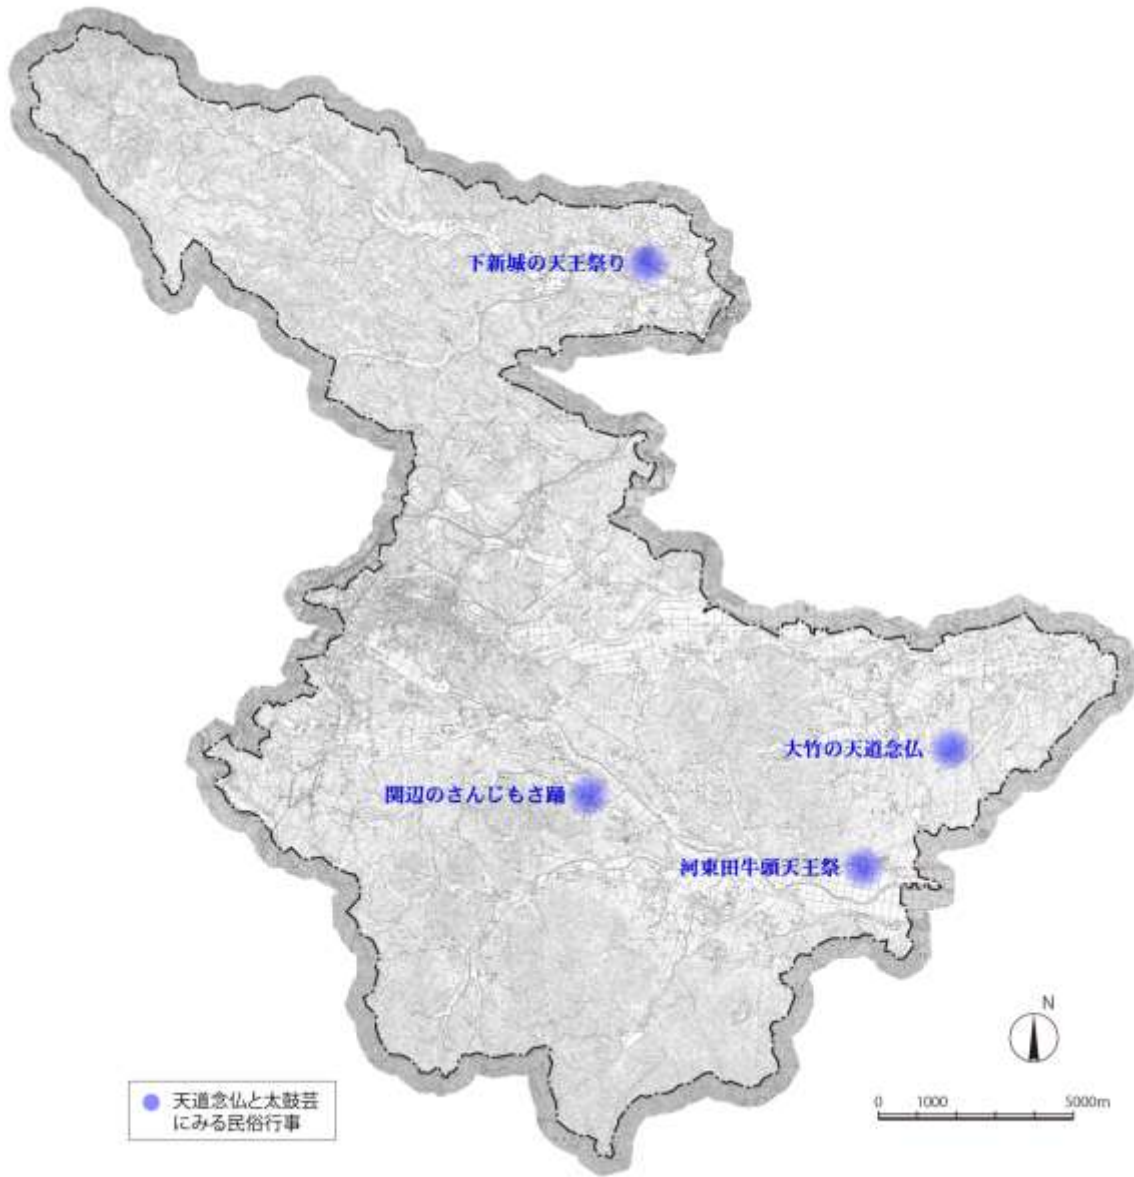 下新城の天王祭り
大竹の天道念仏
関辺のさんじもさ踊
河東田牛頭天王祭
N
天道念仏と太鼓芸
にみる民俗行事
0 1000 5000m